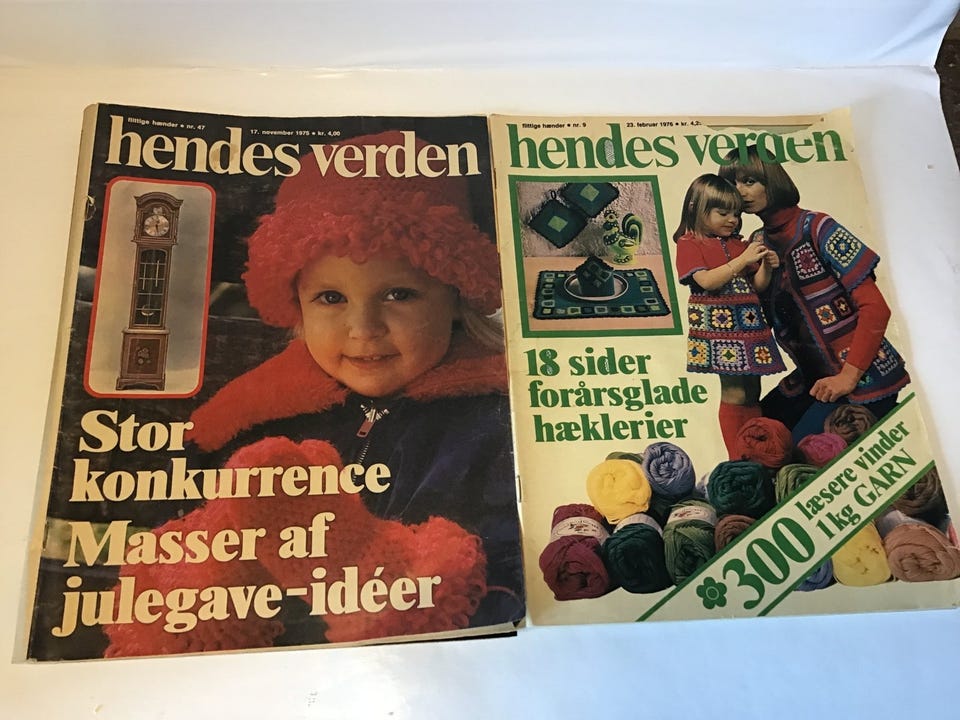 flittige hænder • nr. 47
17. november 1975 • kr. 4,00
hendes verden
Stor
konkurrence
Masser af
julegave-idéer
flittige hænder • nr. 9
23. februar 1976 • kr. 4,2
hendes verden
18 sider
forårsglade
hæklerier
300 læsere vinder
1 kg GARN